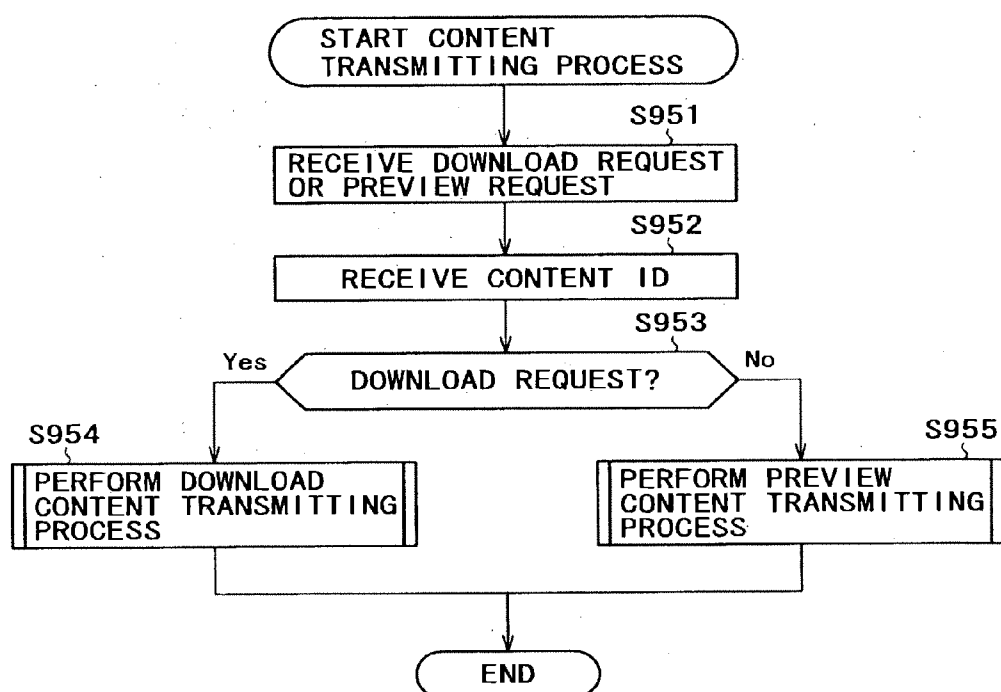 START CONTENT
TRANSMITTING PROCESS
S951
RECEIVE DOWNLOAD REQUEST
OR PREVIEW REQUEST
S952
RECEIVE CONTENT ID
S953
Yes
DOWNLOAD REQUEST?
No
S954
PERFORM DOWNLOAD
CONTENT TRANSMITTING
PROCESS
S955
PERFORM PREVIEW
CONTENT TRANSMITTING
PROCESS
END